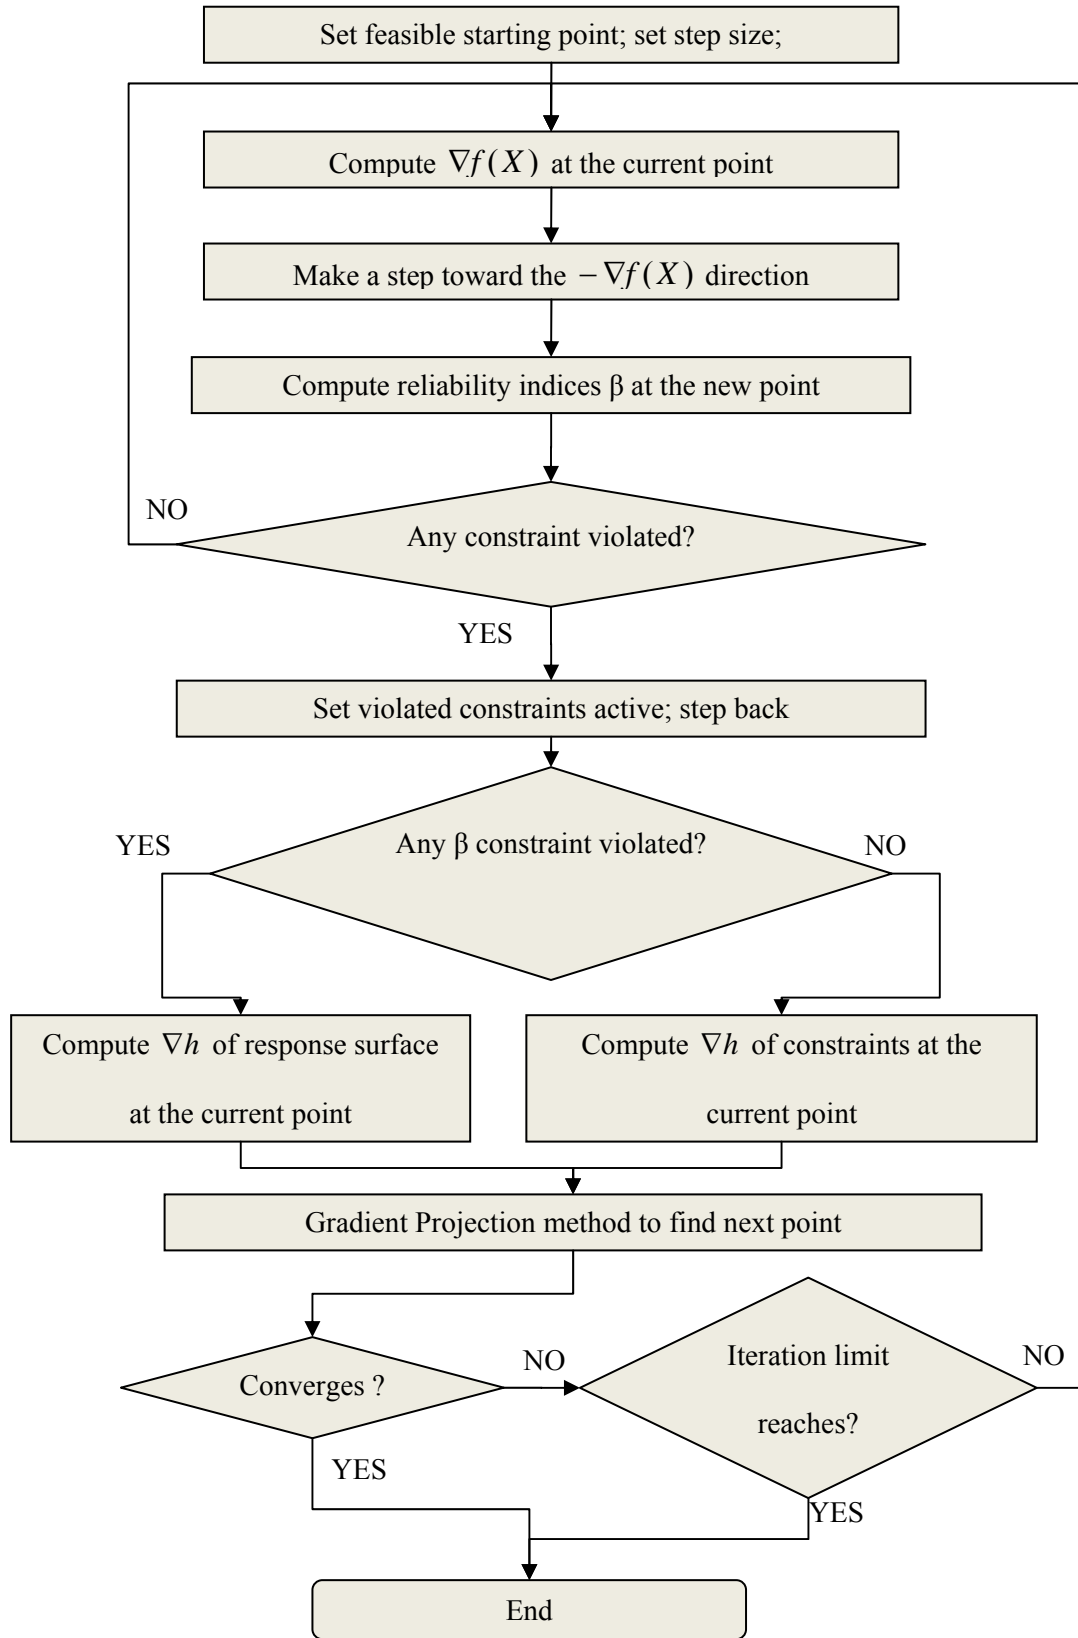 Set feasible starting point; set step size;
Compute ∇f(X) at the current point
Make a step toward the −∇f(X) direction
Compute reliability indices β at the new point
NO
Any constraint violated?
YES
Set violated constraints active; step back
YES
Any β constraint violated?
NO
Compute ∇h of response surface
at the current point
Compute ∇h of constraints at the
current point
Gradient Projection method to find next point
Converges ?
NO
Iteration limit
reaches?
NO
YES
YES
End